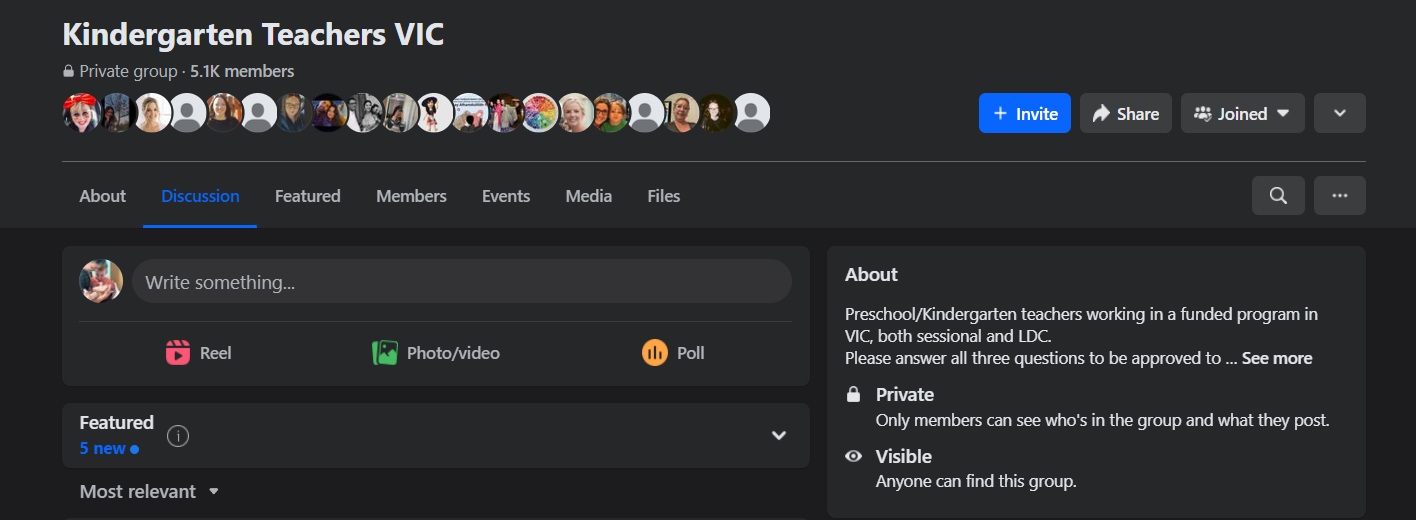 Kindergarten Teachers VIC
Private group · 5.1K members
+ Invite
Share
Joined
About
Discussion
Featured
Members
Events
Media
Files
Write something...
Reel
Photo/video
Poll
Featured
5 new
Most relevant
About
Preschool/Kindergarten teachers working in a funded program in
VIC, both sessional and LDC.
Please answer all three questions to be approved to ... See more
Private
Only members can see who's in the group and what they post.
Visible
Anyone can find this group.